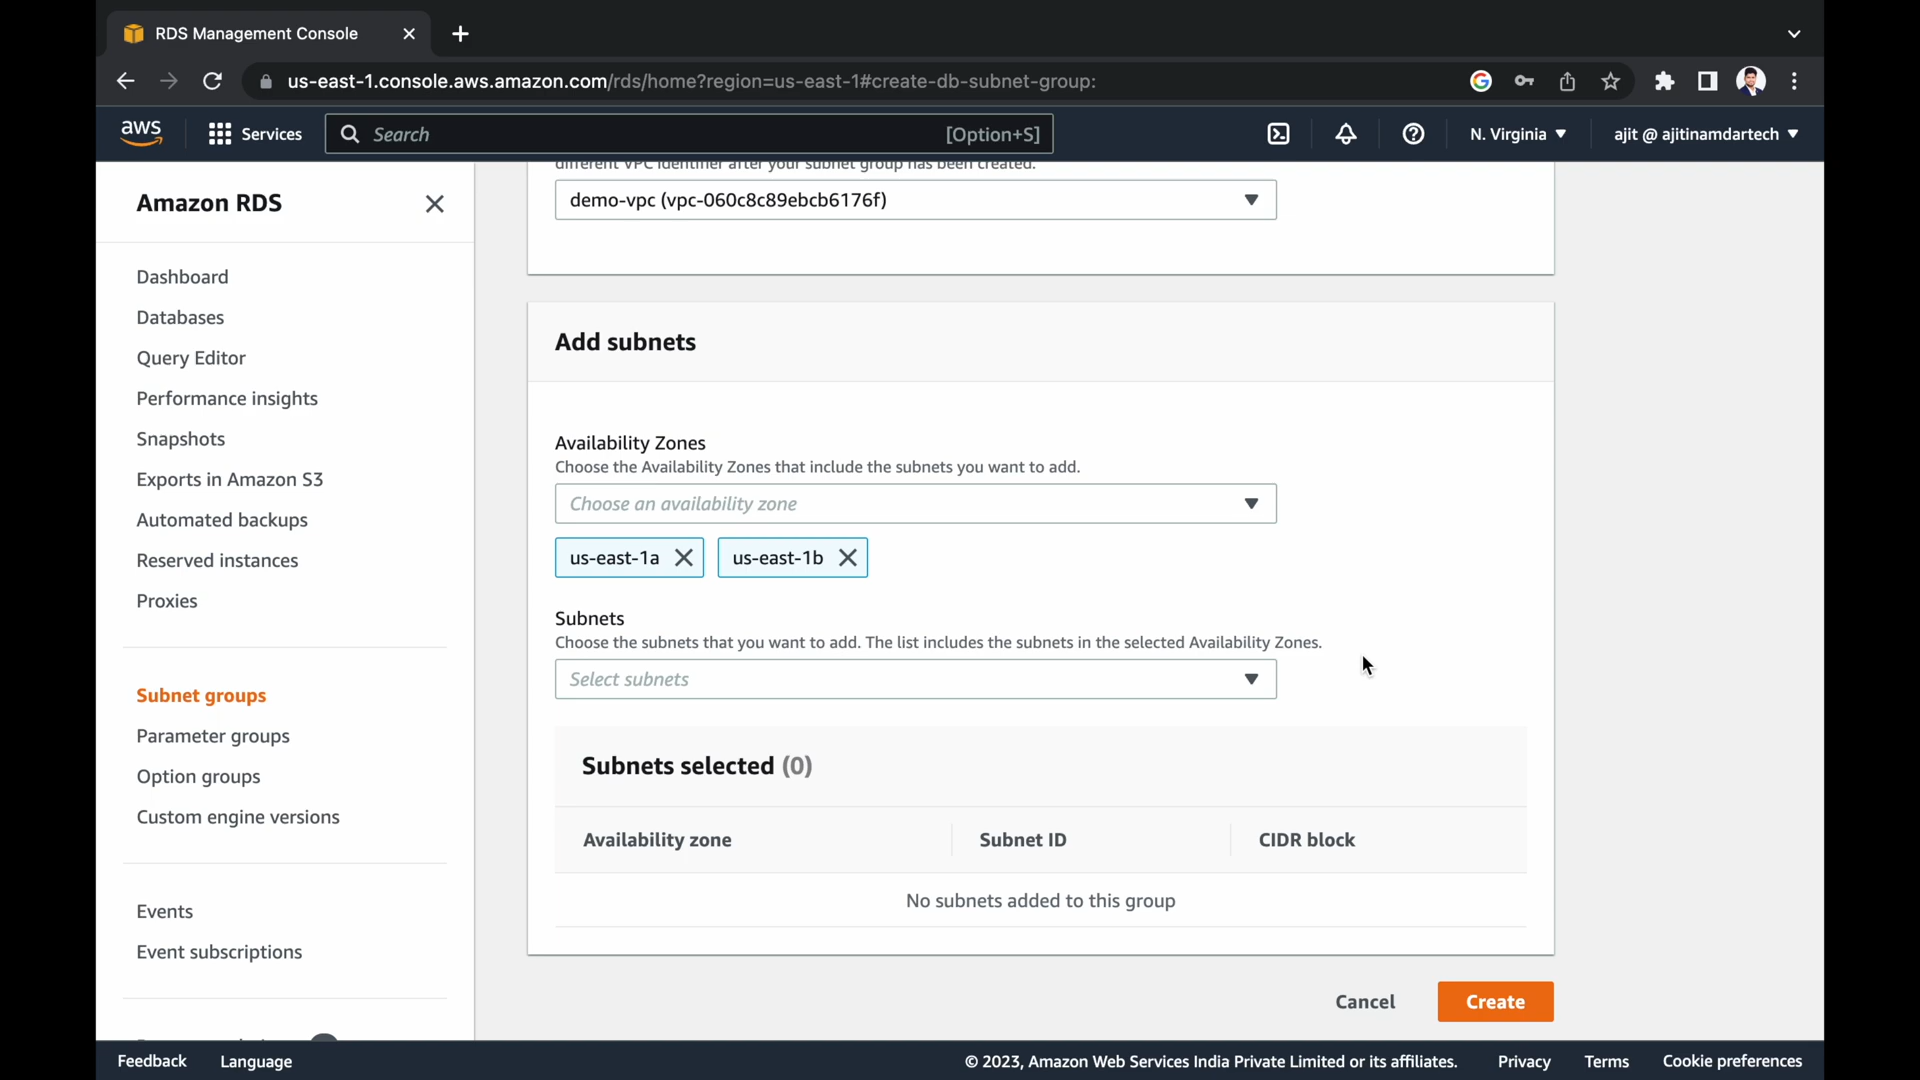 RDS Management Console
us-east-1.console.aws.amazon.com/rds/home?region=us-east-1#create-db-subnet-group:
aws
Services
Search
[Option+S]
N. Virginia
ajit @ ajitinamdartech
different VPC identifier after your subnet group has been created.
demo-vpc (vpc-060c8c89ebcb6176f)
Amazon RDS
Dashboard
Databases
Query Editor
Performance insights
Snapshots
Exports in Amazon S3
Automated backups
Reserved instances
Proxies
Subnet groups
Parameter groups
Option groups
Custom engine versions
Events
Event subscriptions
Add subnets
Availability Zones
Choose the Availability Zones that include the subnets you want to add.
Choose an availability zone
us-east-1a
us-east-1b
Subnets
Choose the subnets that you want to add. The list includes the subnets in the selected Availability Zones.
Select subnets
Subnets selected (0)
Availability zone
Subnet ID
CIDR block
No subnets added to this group
Cancel
Create
Feedback
Language
© 2023, Amazon Web Services India Private Limited or its affiliates.
Privacy
Terms
Cookie preferences